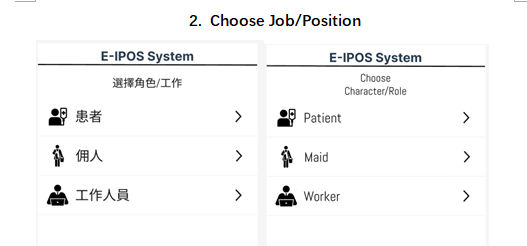 2. Choose Job/Position
E-IPOS System
選擇角色/工作
患者
佣人
工作人員
E-IPOS System
Choose
Character/Role
Patient
Maid
Worker